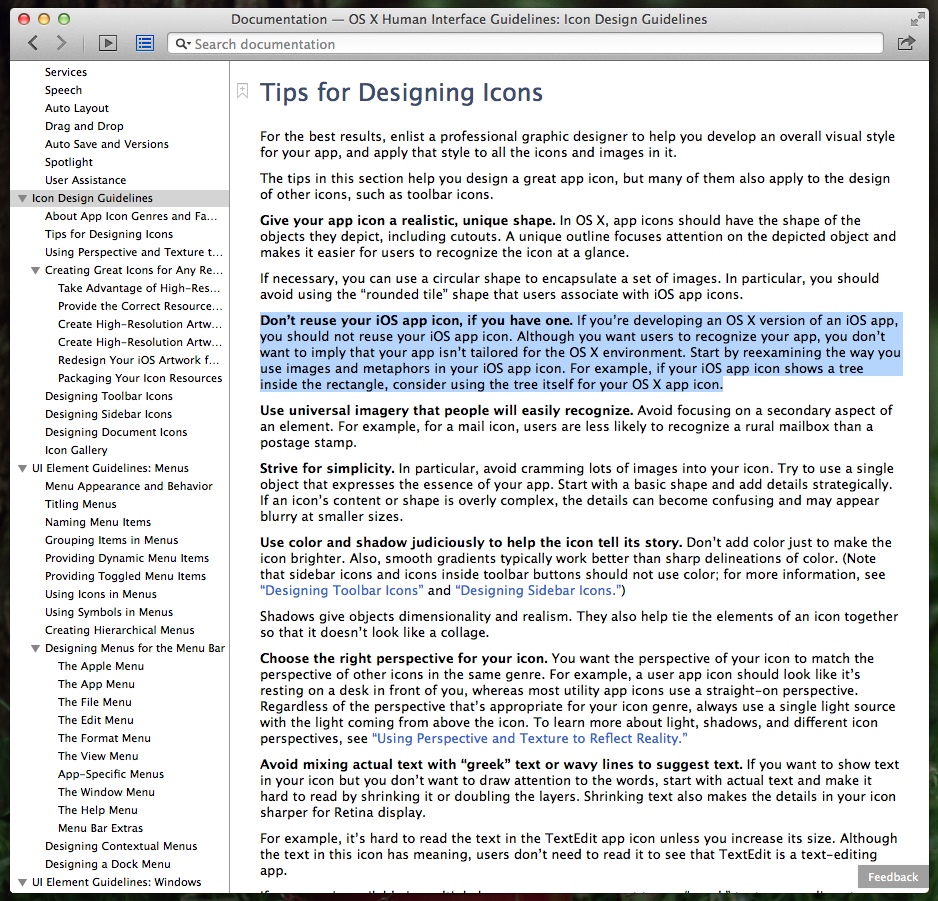 Documentation — OS X Human Interface Guidelines: Icon Design Guidelines
Search documentation
Services
Speech
Auto Layout
Drag and Drop
Auto Save and Versions
Spotlight
User Assistance
Icon Design Guidelines
About App Icon Genres and Fa...
Tips for Designing Icons
Using Perspective and Texture t...
Creating Great Icons for Any Re...
Take Advantage of High-Res...
Provide the Correct Resource...
Create High-Resolution Artw...
Create High-Resolution Artw...
Redesign Your iOS Artwork f...
Packaging Your Icon Resources
Designing Toolbar Icons
Designing Sidebar Icons
Designing Document Icons
Icon Gallery
UI Element Guidelines: Menus
Menu Appearance and Behavior
Titling Menus
Naming Menu Items
Grouping Items in Menus
Providing Dynamic Menu Items
Providing Toggled Menu Items
Using Icons in Menus
Using Symbols in Menus
Creating Hierarchical Menus
Designing Menus for the Menu Bar
The Apple Menu
The App Menu
The File Menu
The Edit Menu
The Format Menu
The View Menu
App-Specific Menus
The Window Menu
The Help Menu
Menu Bar Extras
Designing Contextual Menus
Designing a Dock Menu
UI Element Guidelines: Windows
Tips for Designing Icons
For the best results, enlist a professional graphic designer to help you develop an overall visual style
for your app, and apply that style to all the icons and images in it.
The tips in this section help you design a great app icon, but many of them also apply to the design
of other icons, such as toolbar icons.
Give your app icon a realistic, unique shape. In OS X, app icons should have the shape of the
objects they depict, including cutouts. A unique outline focuses attention on the depicted object and
makes it easier for users to recognize the icon at a glance.
If necessary, you can use a circular shape to encapsulate a set of images. In particular, you should
avoid using the “rounded tile” shape that users associate with iOS app icons.
Don’t reuse your iOS app icon, if you have one. If you’re developing an OS X version of an iOS app,
you should not reuse your iOS app icon. Although you want users to recognize your app, you don’t
want to imply that your app isn’t tailored for the OS X environment. Start by reexamining the way you
use images and metaphors in your iOS app icon. For example, if your iOS app icon shows a tree
inside the rectangle, consider using the tree itself for your OS X app icon.
Use universal imagery that people will easily recognize. Avoid focusing on a secondary aspect of
an element. For example, for a mail icon, users are less likely to recognize a rural mailbox than a
postage stamp.
Strive for simplicity. In particular, avoid cramming lots of images into your icon. Try to use a single
object that expresses the essence of your app. Start with a basic shape and add details strategically.
If an icon’s content or shape is overly complex, the details can become confusing and may appear
blurry at smaller sizes.
Use color and shadow judiciously to help the icon tell its story. Don’t add color just to make the
icon brighter. Also, smooth gradients typically work better than sharp delineations of color. (Note
that sidebar icons and icons inside toolbar buttons should not use color; for more information, see
“Designing Toolbar Icons” and “Designing Sidebar Icons.”)
Shadows give objects dimensionality and realism. They also help tie the elements of an icon together
so that it doesn’t look like a collage.
Choose the right perspective for your icon. You want the perspective of your icon to match the
perspective of other icons in the same genre. For example, a user app icon should look like it’s
resting on a desk in front of you, whereas most utility app icons use a straight-on perspective.
Regardless of the perspective that’s appropriate for your icon genre, always use a single light source
with the light coming from above the icon. To learn more about light, shadows, and different icon
perspectives, see “Using Perspective and Texture to Reflect Reality.”
Avoid mixing actual text with “greek” text or wavy lines to suggest text. If you want to show text
in your icon but you don’t want to draw attention to the words, start with actual text and make it
hard to read by shrinking it or doubling the layers. Shrinking text also makes the details in your icon
sharper for Retina display.
For example, it’s hard to read the text in the TextEdit app icon unless you increase its size. Although
the text in this icon has meaning, users don’t need to read it to see that TextEdit is a text-editing
app.
Feedback